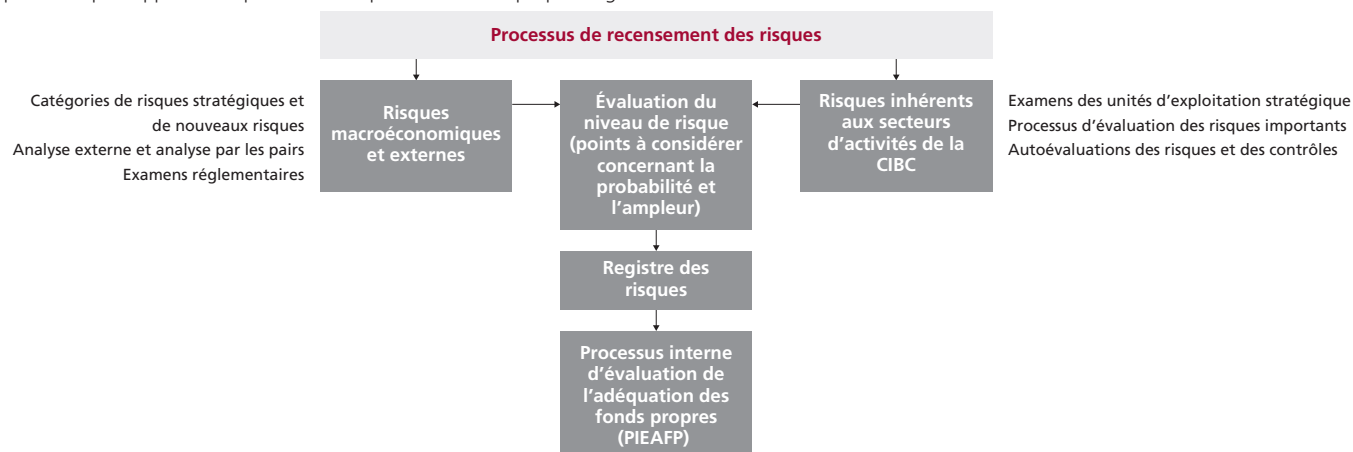 Processus de recensement des risques
Catégories de risques stratégiques et
de nouveaux risques
Analyse externe et analyse par les pairs
Examens réglementaires
Risques
macroéconomiques
et externes
Évaluation du
niveau de risque
(points à considérer
concernant la
probabilité et
l’ampleur)
Risques inhérents
aux secteurs
d’activités de la
CIBC
Examens des unités d’exploitation stratégique
Processus d’évaluation des risques importants
Autoévaluations des risques et des contrôles
Registre des
risques
Processus interne
d’évaluation de
l’adéquation des
fonds propres
(PIEAFP)